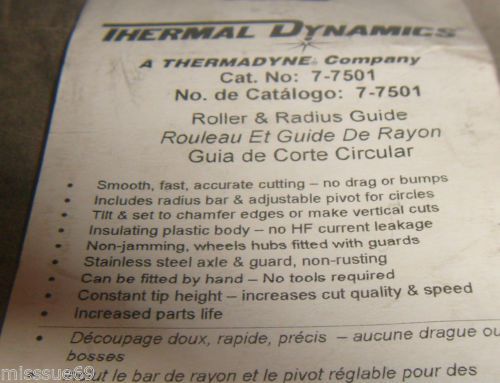 THERMAL DYNAMICS
A THERMADYNE® Company
Cat. No: 7-7501
No. de Catálogo: 7-7501
Roller & Radius Guide
Rouleau Et Guide De Rayon
Guia de Corte Circular
• Smooth, fast, accurate cutting – no drag or bumps
• Includes radius bar & adjustable pivot for circles
• Tilt & set to chamfer edges or make vertical cuts
• Insulating plastic body – no HF current leakage
• Non-jamming, wheels hubs fitted with guards
• Stainless steel axle & guard, non-rusting
• Can be fitted by hand – No tools required
• Constant tip height – increases cut quality & speed
• Increased parts life
• Découpage doux, rapide, précis – aucune drague ou
bosses
• le bar de rayon et le pivot réglable pour des
misssue69